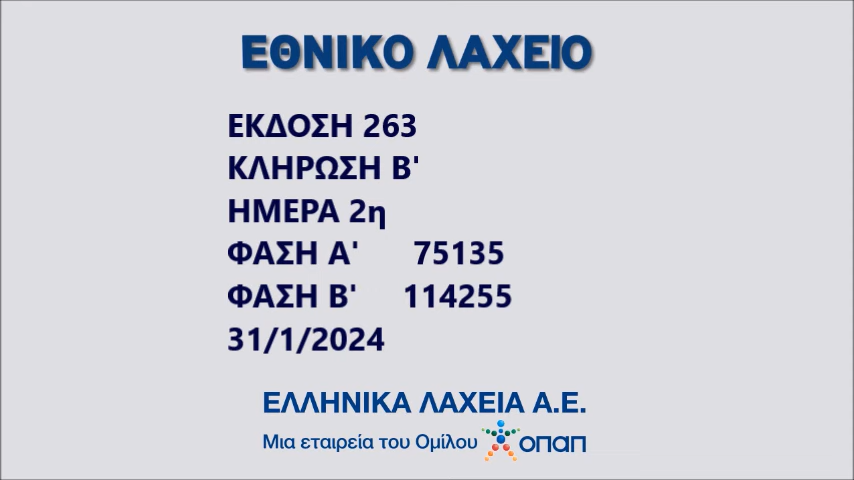 ΕΘΝΙΚΟ ΛΑΧΕΙΟ
ΕΚΔΟΣΗ 263
ΚΛΗΡΩΣΗ Β'
ΗΜΕΡΑ 2η
ΦΑΣΗ Α' 75135
ΦΑΣΗ Β' 114255
31/1/2024
ΕΛΛΗΝΙΚΑ ΛΑΧΕΙΑ Α.Ε.
Μια εταιρεία του Ομίλου οπαπ